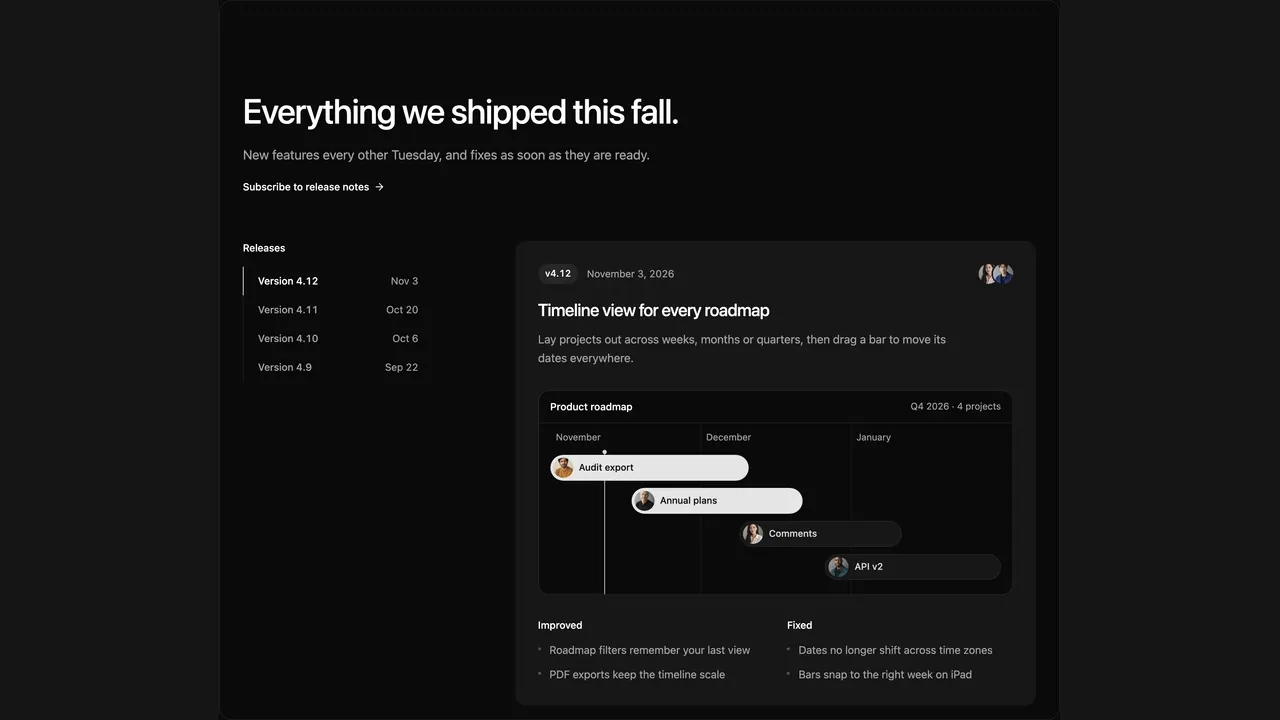 Everything we shipped this fall.
New features every other Tuesday, and fixes as soon as they are ready.
Subscribe to release notes →
Releases
Version 4.12 Nov 3
Version 4.11 Oct 20
Version 4.10 Oct 6
Version 4.9 Sep 22
v4.12 November 3, 2026
Timeline view for every roadmap
Lay projects out across weeks, months or quarters, then drag a bar to move its
dates everywhere.
Product roadmap Q4 2026 · 4 projects
November December January
Audit export
Annual plans
Comments
API v2
Improved
• Roadmap filters remember your last view
• PDF exports keep the timeline scale
Fixed
• Dates no longer shift across time zones
• Bars snap to the right week on iPad